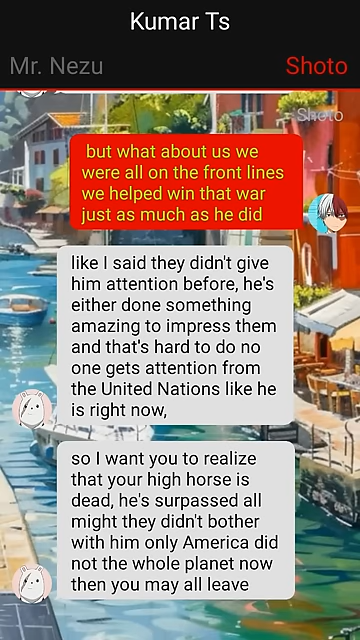 Kumar Ts
Mr. Nezu
Shoto
Shoto
but what about us we
were all on the front lines
we helped win that war
just as much as he did
like I said they didn't give
him attention before, he's
either done something
amazing to impress them
and that's hard to do no
one gets attention from
the United Nations like he
is right now,
so I want you to realize
that your high horse is
dead, he's surpassed all
might they didn't bother
with him only America did
not the whole planet now
then you may all leave